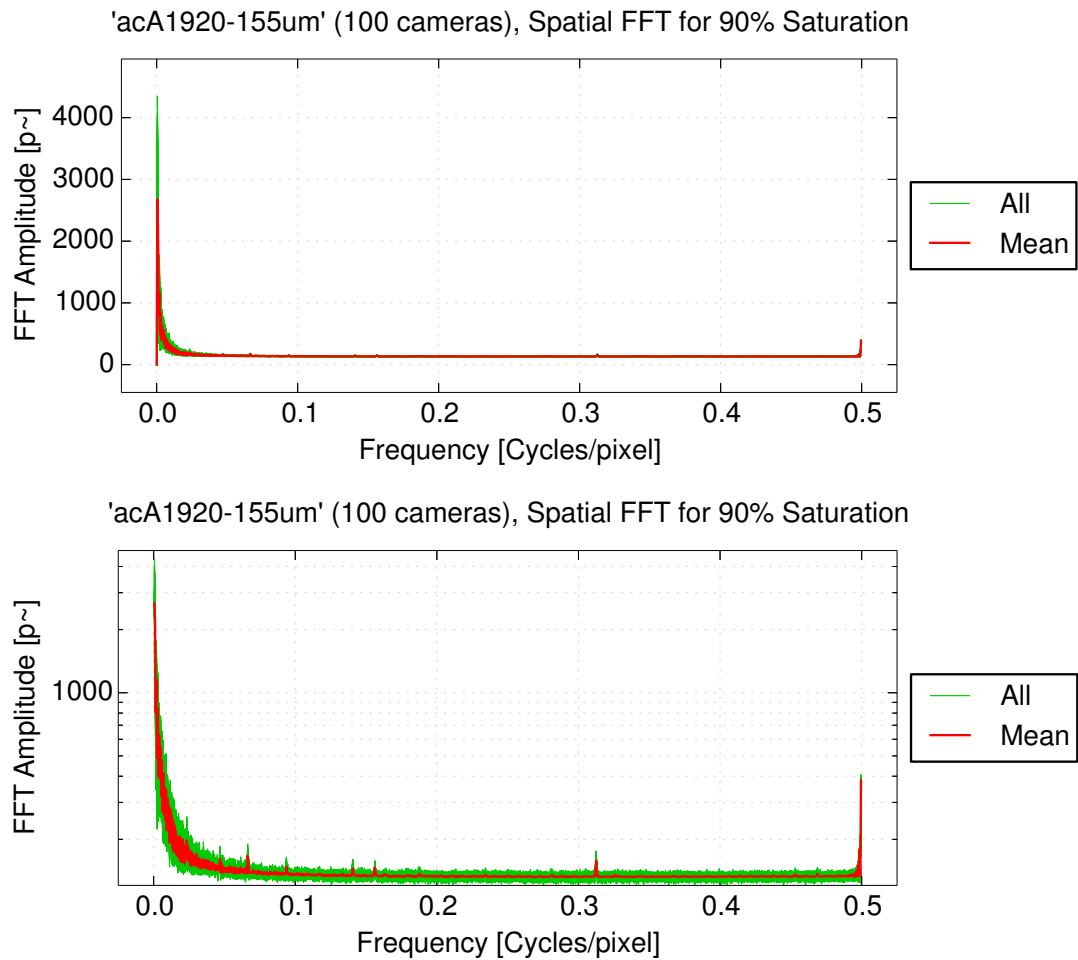 'acA1920-155um' (100 cameras), Spatial FFT for 90% Saturation
FFT Amplitude [p~]
4000
3000
2000
1000
0
0.0 0.1 0.2 0.3 0.4 0.5
Frequency [Cycles/pixel]
All
Mean
'acA1920-155um' (100 cameras), Spatial FFT for 90% Saturation
FFT Amplitude [p~]
1000
0.0 0.1 0.2 0.3 0.4 0.5
Frequency [Cycles/pixel]
All
Mean